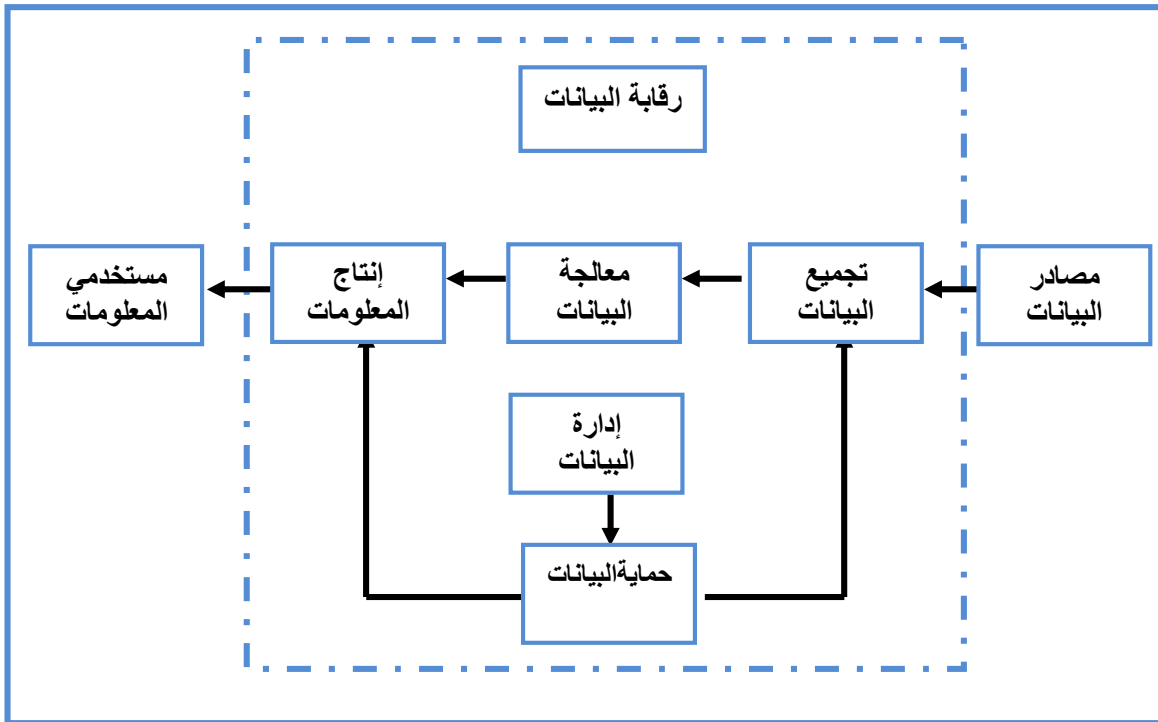 رقابة البيانات
مصادر
البيانات
تجميع
البيانات
معالجة
البيانات
إنتاج
المعلومات
مستخدمي
المعلومات
إدارة
البيانات
حمايةالبيانات